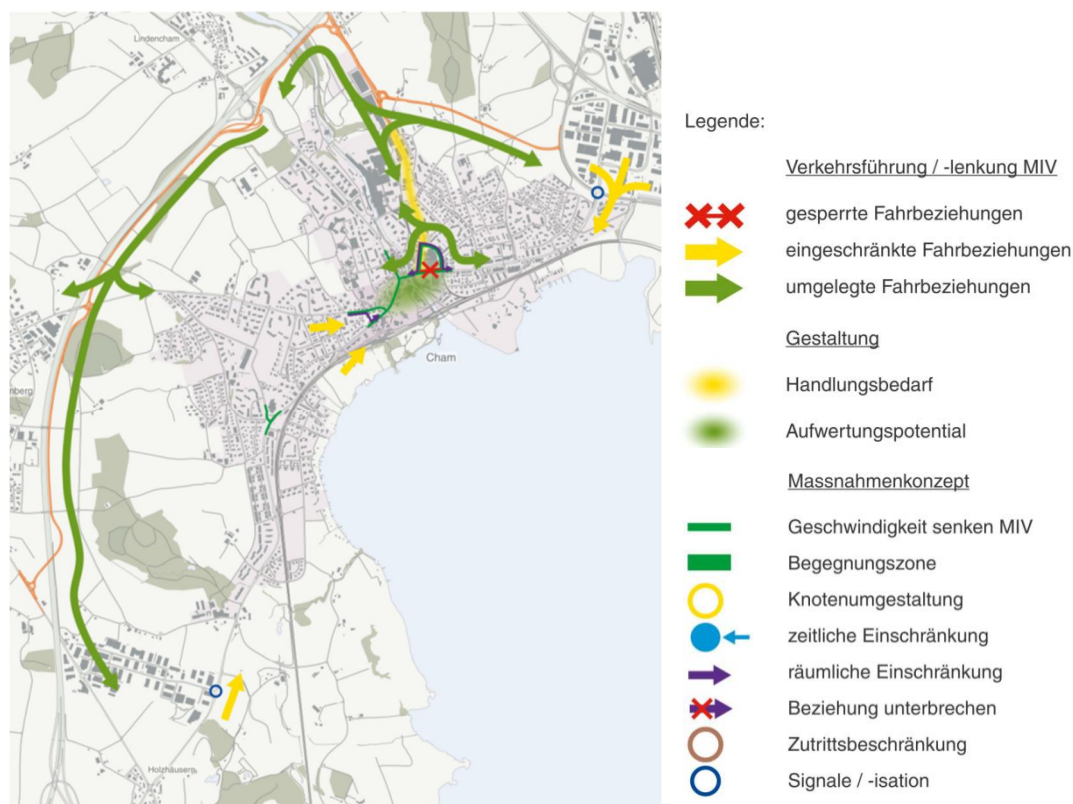 Lindencham
Cham
nberg
Holzhäusern
Legende:
Verkehrsführung / -lenkung MIV
gesperrte Fahrbeziehungen
eingeschränkte Fahrbeziehungen
umgelegte Fahrbeziehungen
Gestaltung
Handlungsbedarf
Aufwertungspotential
Massnahmenkonzept
Geschwindigkeit senken MIV
Begegnungszone
Knotenumgestaltung
zeitliche Einschränkung
räumliche Einschränkung
Beziehung unterbrechen
Zutrittsbeschränkung
Signale / -isation